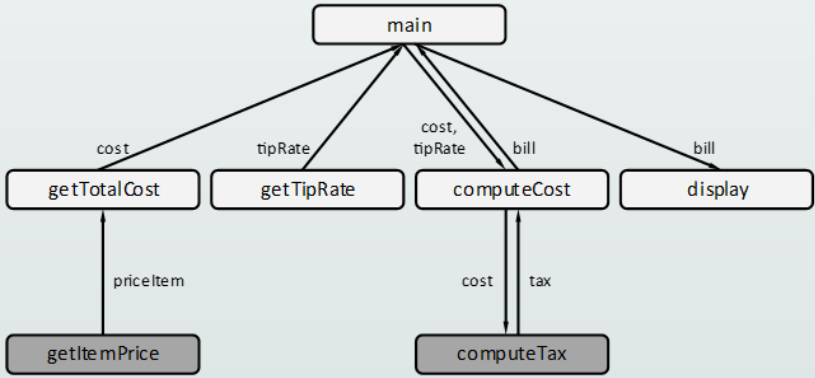 main
cost
tipRate
cost,
tipRate
bill
bill
getTotalCost
getTipRate
computeCost
display
priceItem
cost
tax
getItemPrice
computeTax